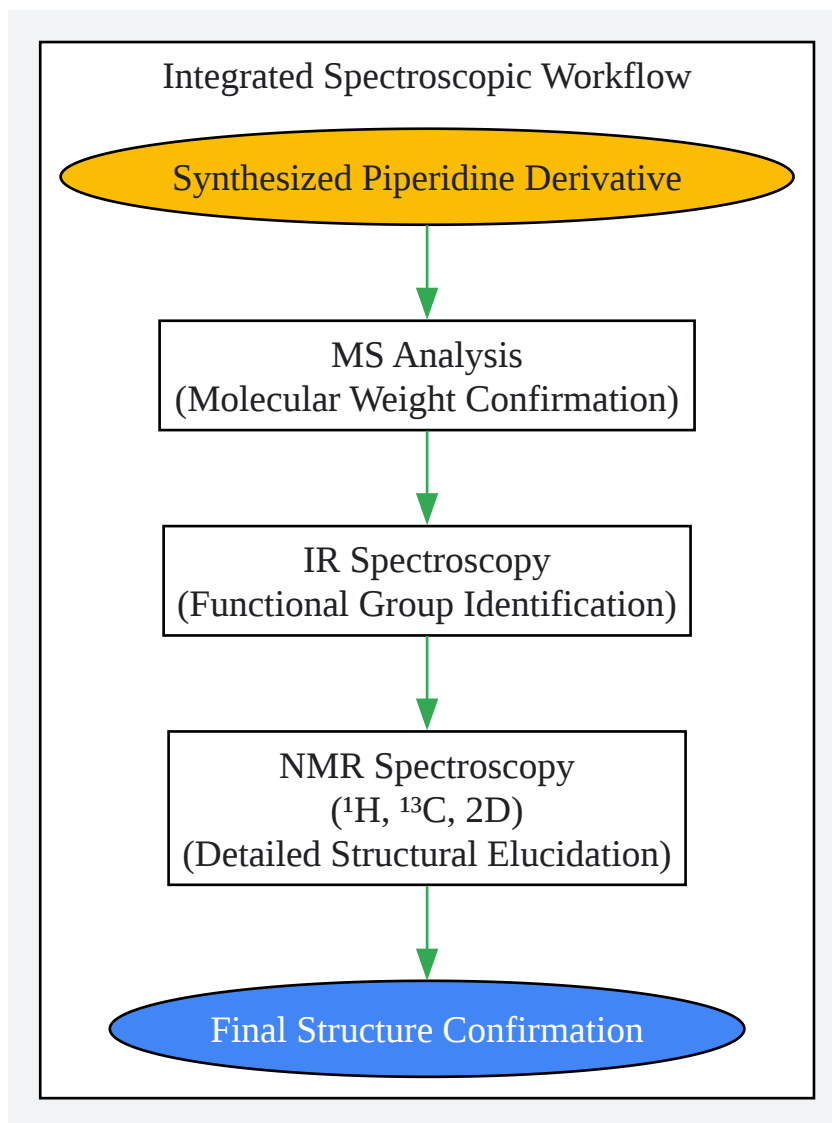 Integrated Spectroscopic Workflow
Synthesized Piperidine Derivative
MS Analysis
(Molecular Weight Confirmation)
IR Spectroscopy
(Functional Group Identification)
NMR Spectroscopy
(¹H, ¹³C, 2D)
(Detailed Structural Elucidation)
Final Structure Confirmation